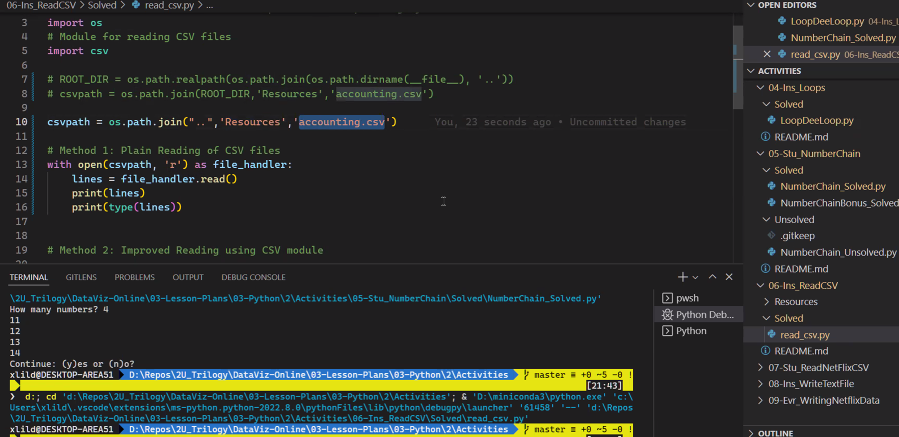 06-Ins_ReadCSV > Solved > read_csv.py > ...
3 import os
4 # Module for reading CSV files
5 import csv
6
7 # ROOT_DIR = os.path.realpath(os.path.join(os.path.dirname(__file__), '..'))
8 # csvpath = os.path.join(ROOT_DIR,'Resources','accounting.csv')
9
10 csvpath = os.path.join("..",'Resources','accounting.csv') You, 23 seconds ago • Uncommitted changes
11
12 # Method 1: Plain Reading of CSV files
13 with open(csvpath, 'r') as file_handler:
14 lines = file_handler.read()
15 print(lines)
16 print(type(lines))
17
18
19 # Method 2: Improved Reading using CSV module
TERMINAL GITLENS PROBLEMS OUTPUT DEBUG CONSOLE
\2U_Trilogy\DataViz-Online\03-Lesson-Plans\03-Python\2\Activities\05-Stu_NumberChain\Solved\NumberChain_Solved.py'
How many numbers? 4
11
12
13
14
Continue: (y)es or (n)o?
xlild@DESKTOP-AREA51 D:\Repos\2U_Trilogy\DataViz-Online\03-Lesson-Plans\03-Python\2\Activities master ≡ +0 ~5 -0 !
[21:43]
❯ d:; cd 'd:\Repos\2U_Trilogy\DataViz-Online\03-Lesson-Plans\03-Python\2\Activities'; & 'D:\miniconda3\python.exe' 'c:\
Users\xlild\.vscode\extensions\ms-python.python-2022.8.0\pythonFiles\lib\python\debugpy\launcher' '61458' '--' 'd:\Repos
\2U_Trilogy\DataViz-Online\03-Lesson-Plans\03-Python\2\Activities\06-Ins_ReadCSV\Solved\read_csv.py'
xlild@DESKTOP-AREA51 D:\Repos\2U_Trilogy\DataViz-Online\03-Lesson-Plans\03-Python\2\Activities master ≡ +0 ~5 -0 !
pwsh
Python Deb...
Python
OPEN EDITORS
LoopDeeLoop.py 04-Ins_L
NumberChain_Solved.py
read_csv.py 06-Ins_ReadCS
ACTIVITIES
04-Ins_Loops
Solved
LoopDeeLoop.py
README.md
05-Stu_NumberChain
Solved
NumberChain_Solved.py
NumberChainBonus_Solved
Unsolved
.gitkeep
NumberChain_Unsolved.py
README.md
06-Ins_ReadCSV
Resources
Solved
read_csv.py
README.md
07-Stu_ReadNetFlixCSV
08-Ins_WriteTextFile
09-Evr_WritingNetflixData
OUTLINE